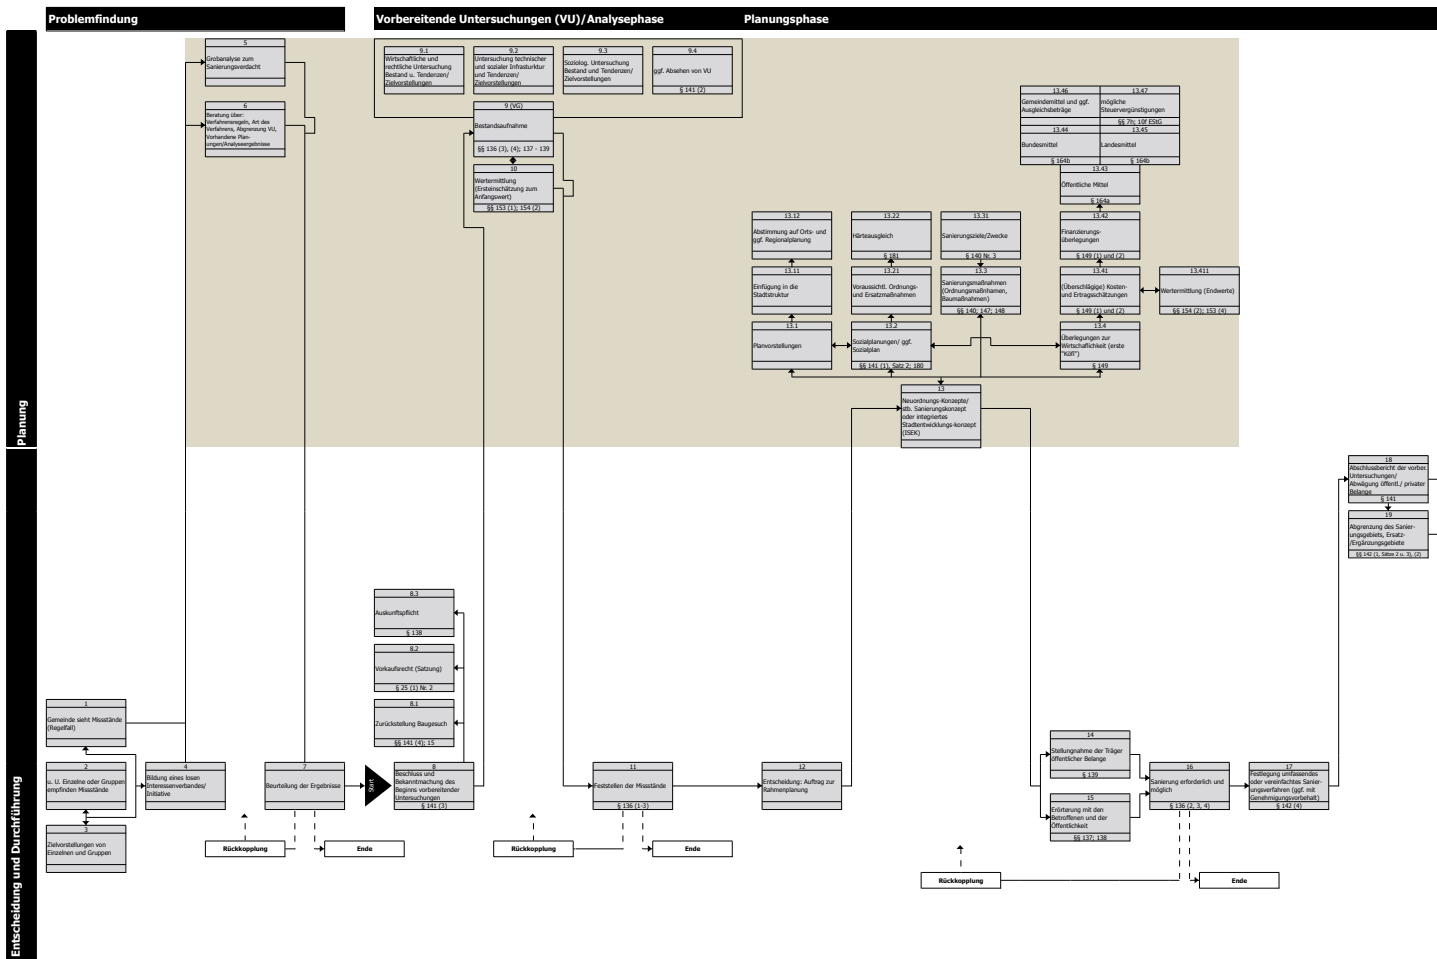 Problemfindung
Vorbereitende Untersuchungen (VU)/Analysephase
Planungsphase
Planung
Entscheidung und Durchführung
5
Grobanalyse zum
Sanierungsverdacht
6
Beratung über:
Verfahrensregeln, Art des
Verfahrens, Abgrenzung VU,
Vorhandene Plan-
ungen/Analyseergebnisse
9.1
Wirtschaftliche und
rechtliche Untersuchung
Bestand u. Tendenzen/
Zielvorstellungen
9.2
Untersuchung technischer
und sozialer Infrasturktur
und Tendenzen/
Zielvorstellungen
9.3
Soziolog. Untersuchung
Bestand und Tendenzen/
Zielvorstellungen
9.4
ggf. Absehen von VU
§ 141 (2)
9 (VG)
Bestandsaufnahme
§§ 136 (3), (4); 137 - 139
10
Wertermittlung
(Ersteinschätzung zum
Anfangswert)
§§ 153 (1); 154 (2)
13.46
Gemeindemittel und ggf.
Ausgleichsbeträge
13.47
mögliche
Steuervergünstigungen
§§ 7h; 10f EStG
13.44
Bundesmittel
§ 164b
13.45
Landesmittel
§ 164b
13.43
Öffentliche Mittel
§ 164a
13.12
Abstimmung auf Orts- und
ggf. Regionalplanung
13.22
Härteausgleich
§ 181
13.31
Sanierungsziele/Zwecke
§ 140 Nr. 3
13.42
Finanzierungs-
überlegungen
§ 149 (1) und (2)
13.11
Einfügung in die
Stadtstruktur
13.21
Voraussichtl. Ordnungs-
und Ersatzmaßnahmen
13.3
Sanierungsmaßnahmen
(Ordnungsmaßnhamen,
Baumaßnahmen)
§§ 140; 147; 148
13.41
(Überschlägige) Kosten-
und Ertragsschätzungen
§ 149 (1) und (2)
13.411
Wertermittlung (Endwerte)
§§ 154 (2); 153 (4)
13.1
Planvorstellungen
13.2
Sozialplanungen/ ggf.
Sozialplan
§§ 141 (1), Satz 2; 180
13.4
Überlegungen zur
Wirtschaflichkeit (erste
"Köfi")
§ 149
13
Neuordnungs-Konzepte/
stb. Sanierungskonzept
oder integriertes
Stadtentwicklungs-konzept
(ISEK)
18
Abschlussbericht der vorber.
Untersuchungen/
Abwägung öffentl./ privater
Belange
§ 141
19
Abgrenzung des Sanier-
ungsgebiets, Ersatz-
/Ergänzungsgebiete
§§ 142 (1, Sätze 2 u. 3), (2)
8.3
Auskunftspflicht
§ 138
8.2
Vorkaufsrecht (Satzung)
§ 25 (1) Nr. 2
8.1
Zurückstellung Baugesuch
§§ 141 (4); 15
1
Gemeinde sieht Missstände
(Regelfall)
2
u. U. Einzelne oder Gruppen
empfinden Missstände
3
Zielvorstellungen von
Einzelnen und Gruppen
4
Bildung eines losen
Interessenverbandes/
Initiative
7
Beurteilung der Ergebnisse
Start
8
Beschluss und
Bekanntmachung des
Beginns vorbereitender
Untersuchungen
§ 141 (3)
11
Feststellen der Missstände
§ 136 (1-3)
12
Entscheidung: Auftrag zur
Rahmenplanung
14
Stellungnahme der Träger
öffentlicher Belange
§ 139
15
Erörterung mit den
Betroffenen und der
Öffentlichkeit
§§ 137; 138
16
Sanierung erforderlich und
möglich
§ 136 (2, 3, 4)
17
Festlegung umfassendes
oder vereinfachtes Sanier-
ungsverfahren (ggf. mit
Genehmigungsvorbehalt)
§ 142 (4)
Rückkopplung
Ende
Rückkopplung
Ende
Rückkopplung
Ende